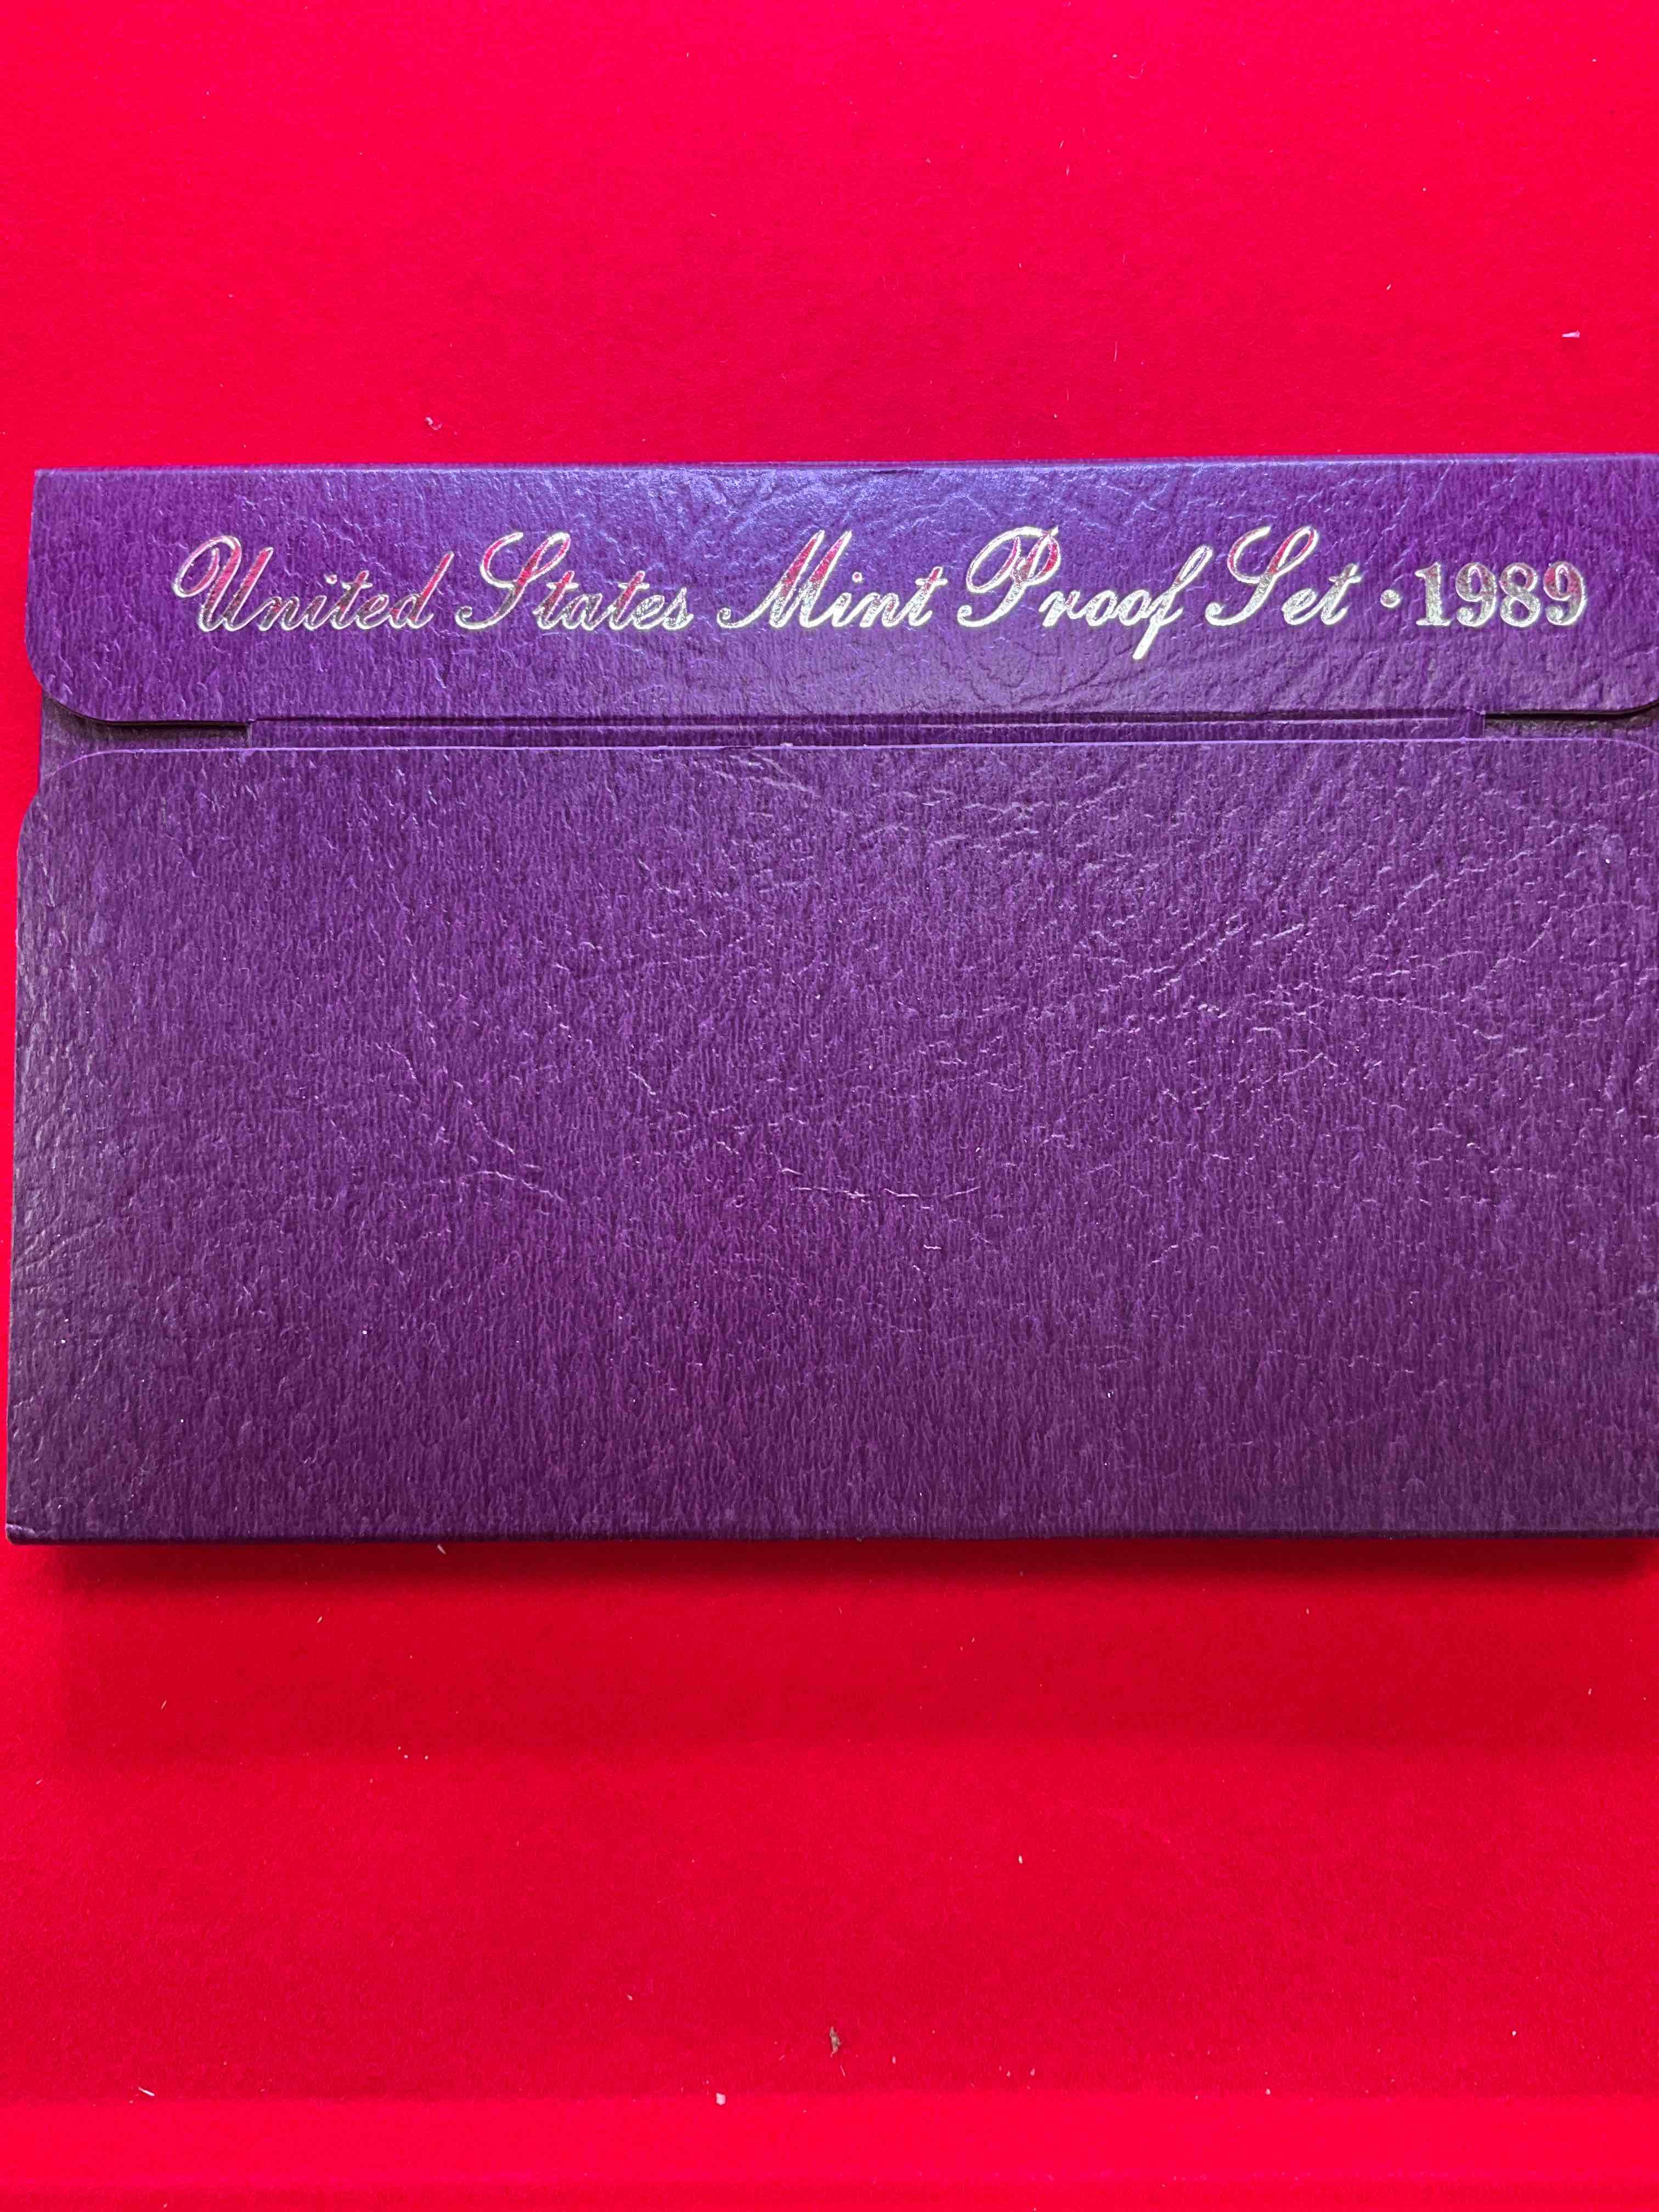 United States Mint Proof Set · 1989